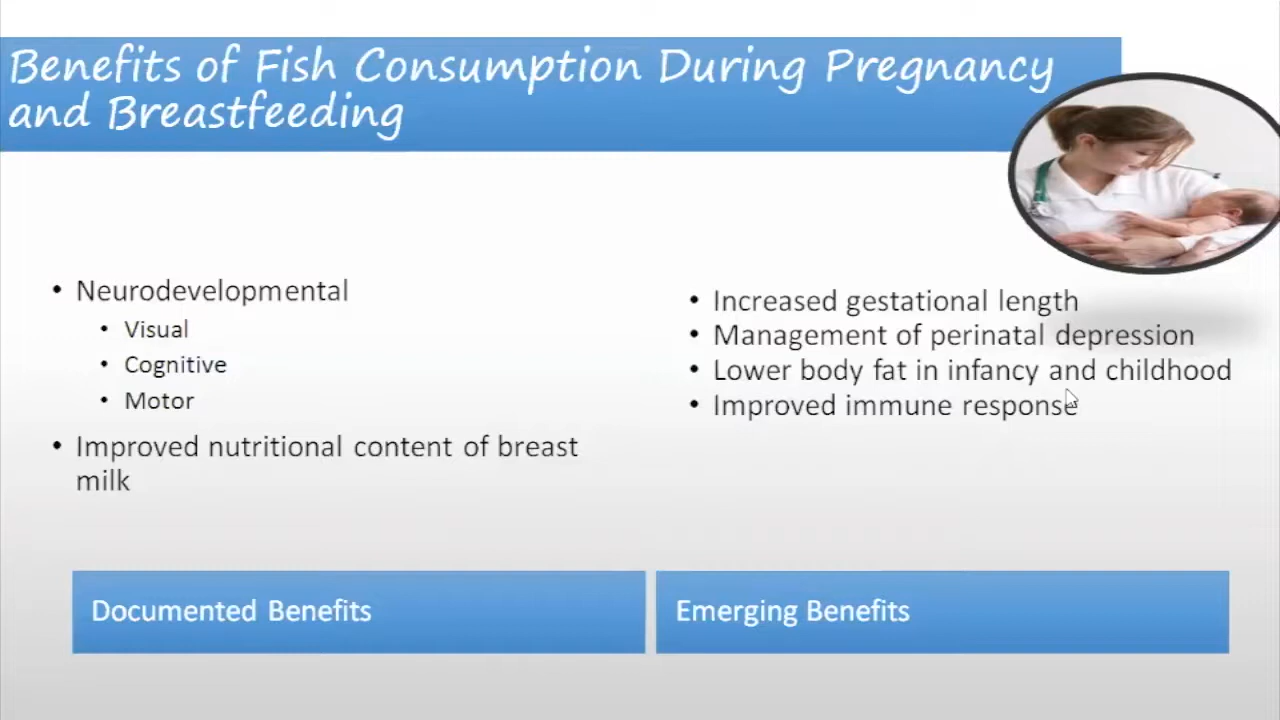 Benefits of Fish Consumption During Pregnancy
and Breastfeeding
• Neurodevelopmental
• Visual
• Cognitive
• Motor
• Improved nutritional content of breast
milk
• Increased gestational length
• Management of perinatal depression
• Lower body fat in infancy and childhood
• Improved immune response
Documented Benefits
Emerging Benefits